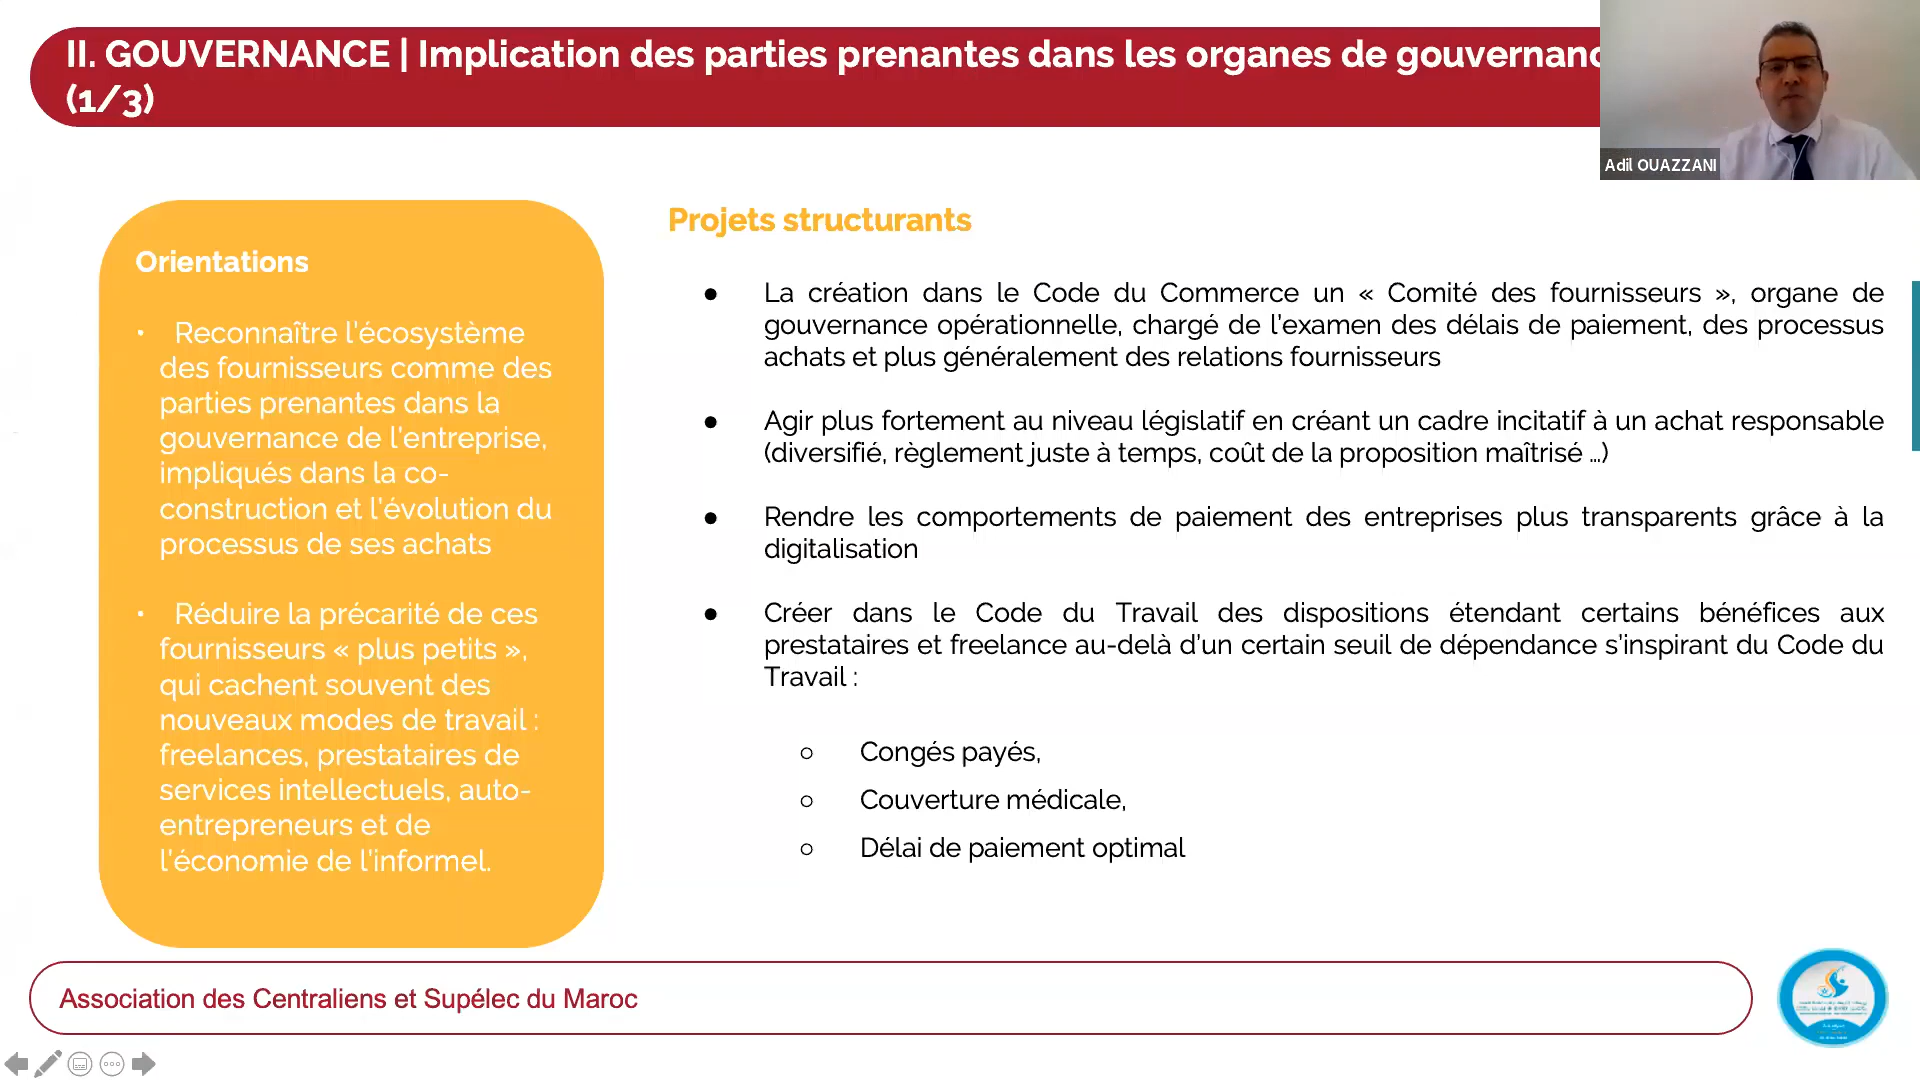 II. GOUVERNANCE | Implication des parties prenantes dans les organes de gouvernanc
(1/3)
Adil OUAZZANI
Orientations
• Reconnaître l'écosystème
des fournisseurs comme des
parties prenantes dans la
gouvernance de l'entreprise,
impliqués dans la co-
construction et l'évolution du
processus de ses achats
• Réduire la précarité de ces
fournisseurs « plus petits »,
qui cachent souvent des
nouveaux modes de travail :
freelances, prestataires de
services intellectuels, auto-
entrepreneurs et de
l'économie de l'informel.
Projets structurants
● La création dans le Code du Commerce un « Comité des fournisseurs », organe de
gouvernance opérationnelle, chargé de l'examen des délais de paiement, des processus
achats et plus généralement des relations fournisseurs
● Agir plus fortement au niveau législatif en créant un cadre incitatif à un achat responsable
(diversifié, règlement juste à temps, coût de la proposition maîtrisé ...)
● Rendre les comportements de paiement des entreprises plus transparents grâce à la
digitalisation
● Créer dans le Code du Travail des dispositions étendant certains bénéfices aux
prestataires et freelance au-delà d'un certain seuil de dépendance s'inspirant du Code du
Travail :
○ Congés payés,
○ Couverture médicale,
○ Délai de paiement optimal
Association des Centraliens et Supélec du Maroc